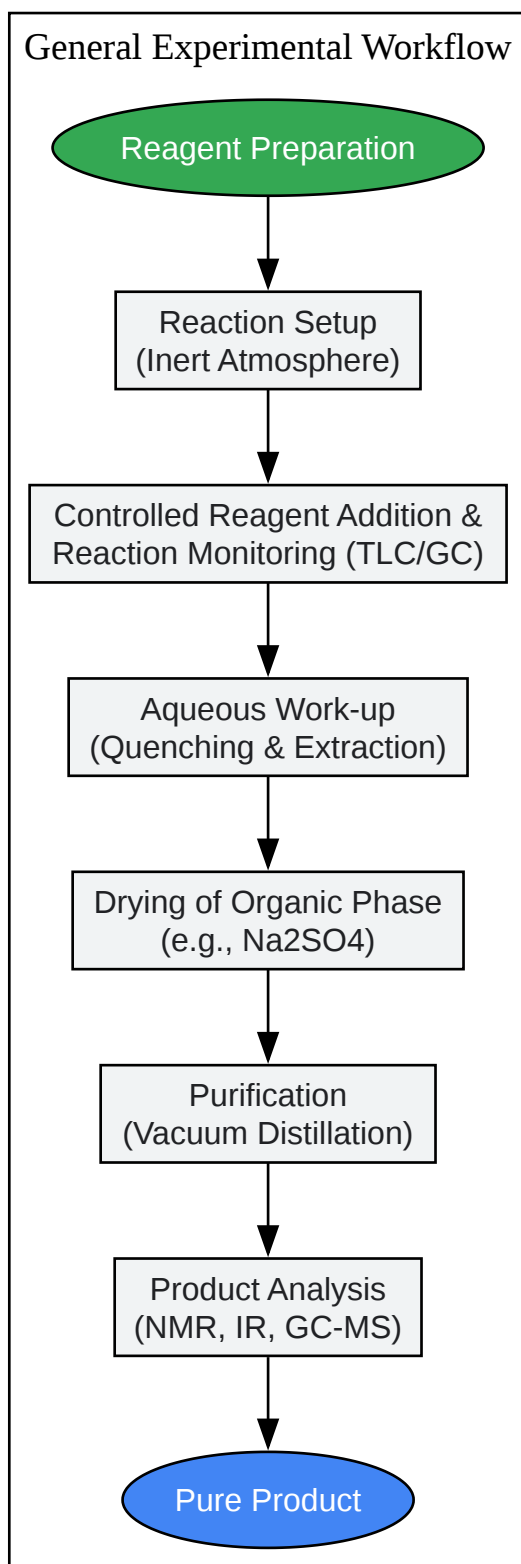 General Experimental Workflow
Reagent Preparation
Reaction Setup
(Inert Atmosphere)
Controlled Reagent Addition &
Reaction Monitoring (TLC/GC)
Aqueous Work-up
(Quenching & Extraction)
Drying of Organic Phase
(e.g., Na2SO4)
Purification
(Vacuum Distillation)
Product Analysis
(NMR, IR, GC-MS)
Pure Product